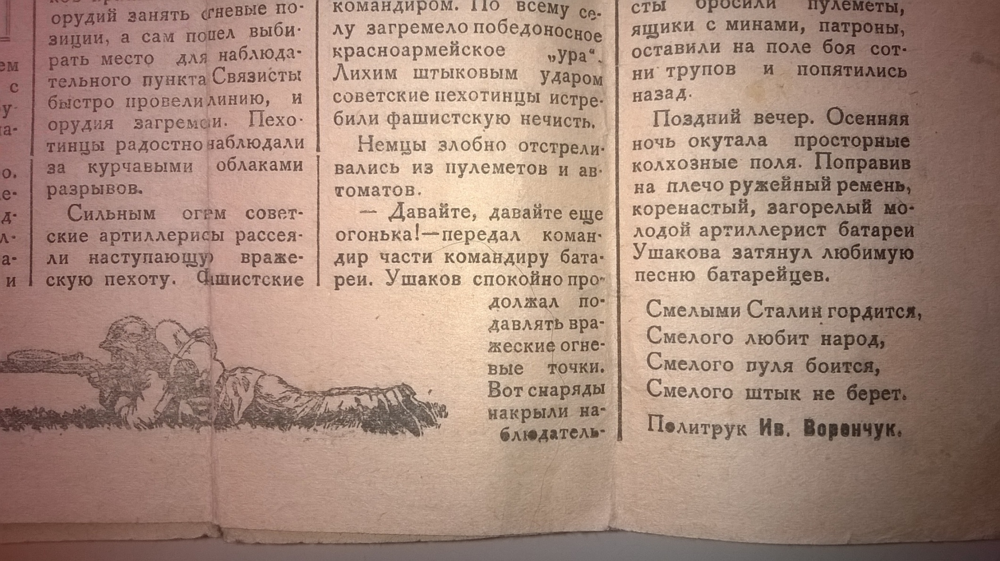 ем
с
у-
на-
о.
е-
д-
л-
а-
и
орудий занять огневые по-
зиции, а сам пошел выби-
рать место для наблюда-
тельного пункта Связисты
быстро провели линию, и
орудия загремели. Пехо-
тинцы радостно наблюдали
за курчавыми облаками
разрывов.
Сильным огнем совет-
ские артиллерисы рассея-
ли наступающую враже-
скую пехоту. Фашистские
командиром. По всему се-
лу загремело победоносное
красноармейское „ура“.
Лихим штыковым ударом
советские пехотинцы истре-
били фашистскую нечисть.
Немцы злобно отстрели-
вались из пулеметов и ав-
томатов.
— Давайте, давайте еще
огонька!—передал коман-
дир части командиру бата-
реи. Ушаков спокойно про-
должал по-
давлять вра-
жеские огне-
вые точки.
Вот снаряды
накрыли на-
блюдатель-
сты бросили пулеметы,
ящики с минами, патроны,
оставили на поле боя сот-
ни трупов и попятились
назад.
Поздний вечер. Осенняя
ночь окутала просторные
колхозные поля. Поправив
на плечо ружейный ремень,
коренастый, загорелый мо-
лодой артиллерист батареи
Ушакова затянул любимую
песню батарейцев.
Смелыми Сталин гордится,
Смелого любит народ,
Смелого пуля боится,
Смелого штык не берет.
Политрук Ив. Воренчук.